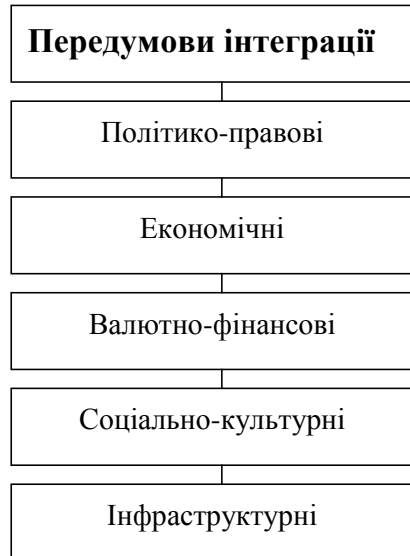 Передумови інтеграції
Політико-правові
Економічні
Валютно-фінансові
Соціально-культурні
Інфраструктурні